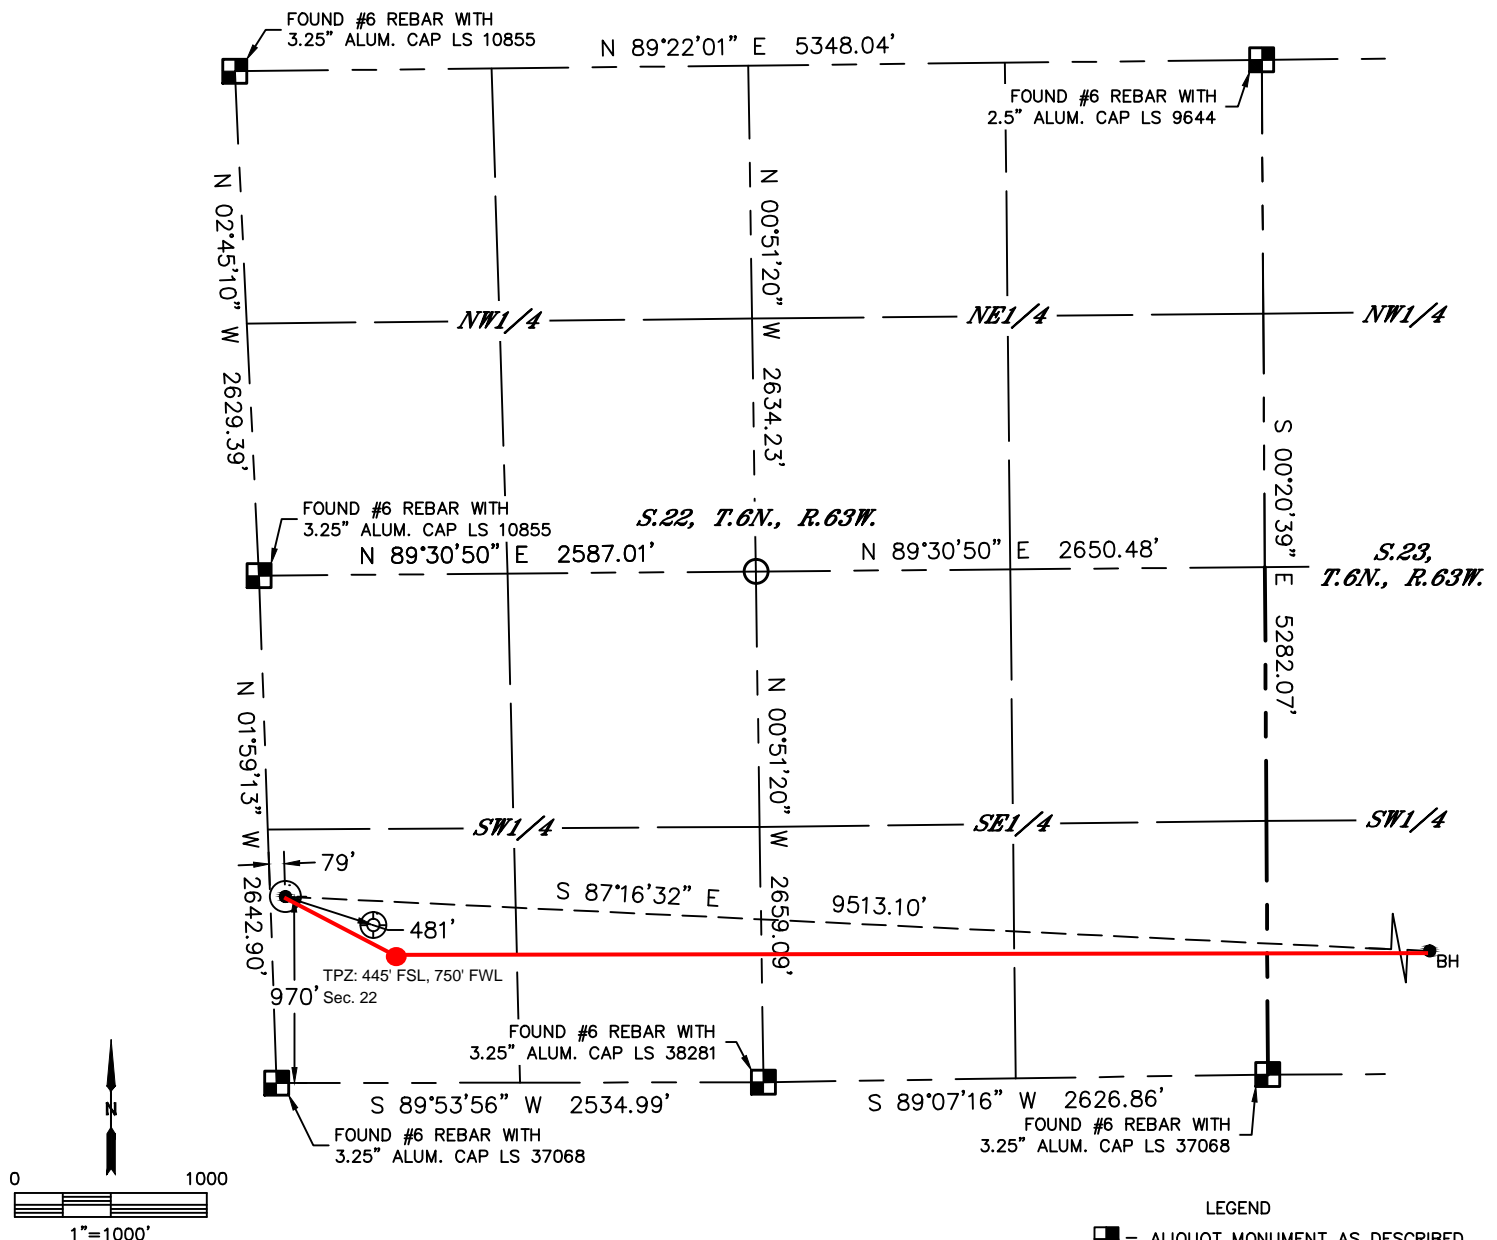 FOUND #6 REBAR WITH
3.25" ALUM. CAP LS 10855
N 89°22'01" E 5348.04'
FOUND #6 REBAR WITH
2.5" ALUM. CAP LS 9644
N 02°45'10" W 2629.39'
N 00°51'20" W 2634.23'
NW1/4
NE1/4
NW1/4
S 00°20'39" E 5282.07'
FOUND #6 REBAR WITH
3.25" ALUM. CAP LS 10855
S.22, T.6N., R.63W.
N 89°30'50" E 2587.01'
N 89°30'50" E 2650.48'
S.23,
T.6N., R.63W.
N 01°59'13" W 2642.90'
N 00°51'20" W 2659.09'
SW1/4
SE1/4
SW1/4
79'
S 87°16'32" E 9513.10'
481'
BH
TPZ: 445' FSL, 750' FWL
Sec. 22
970'
FOUND #6 REBAR WITH
3.25" ALUM. CAP LS 38281
S 89°53'56" W 2534.99'
S 89°07'16" W 2626.86'
FOUND #6 REBAR WITH
3.25" ALUM. CAP LS 37068
FOUND #6 REBAR WITH
3.25" ALUM. CAP LS 37068
N
0 1000
1"=1000'
LEGEND
= ALIQUOT MONUMENT AS DESCRIBED